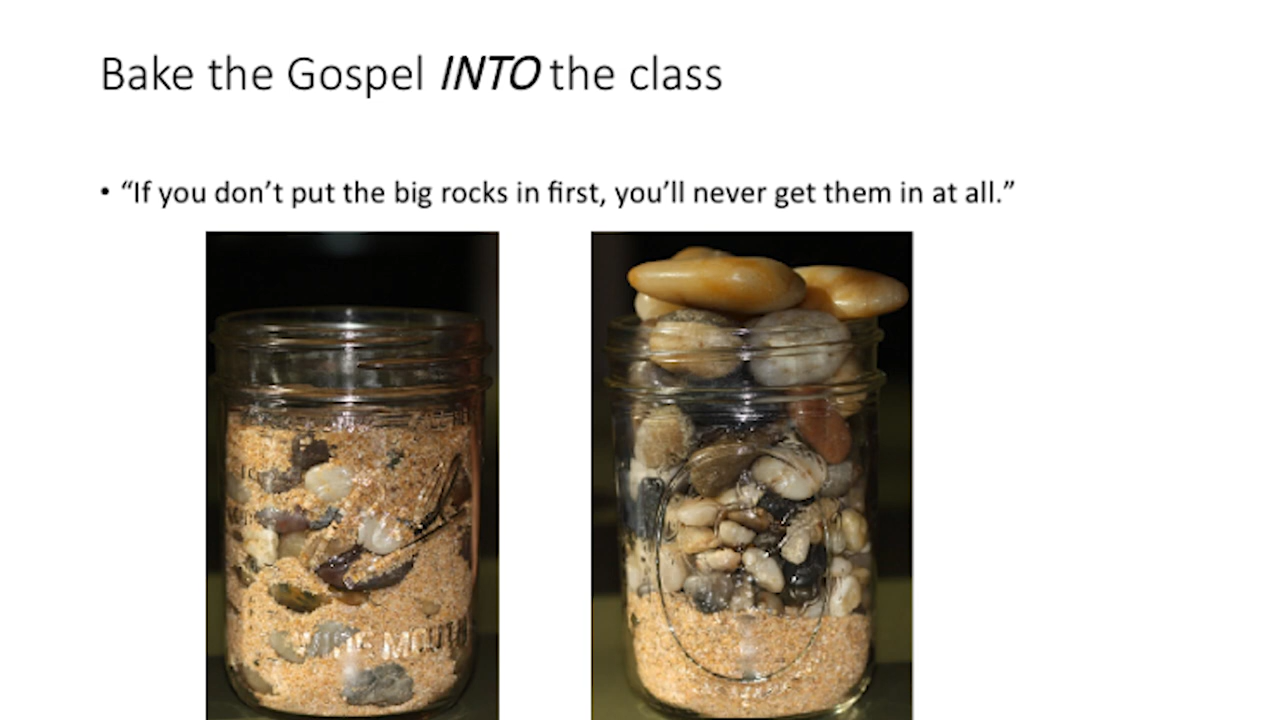 Bake the Gospel INTO the class
• “If you don’t put the big rocks in first, you’ll never get them in at all.”
WIDE MOUTH